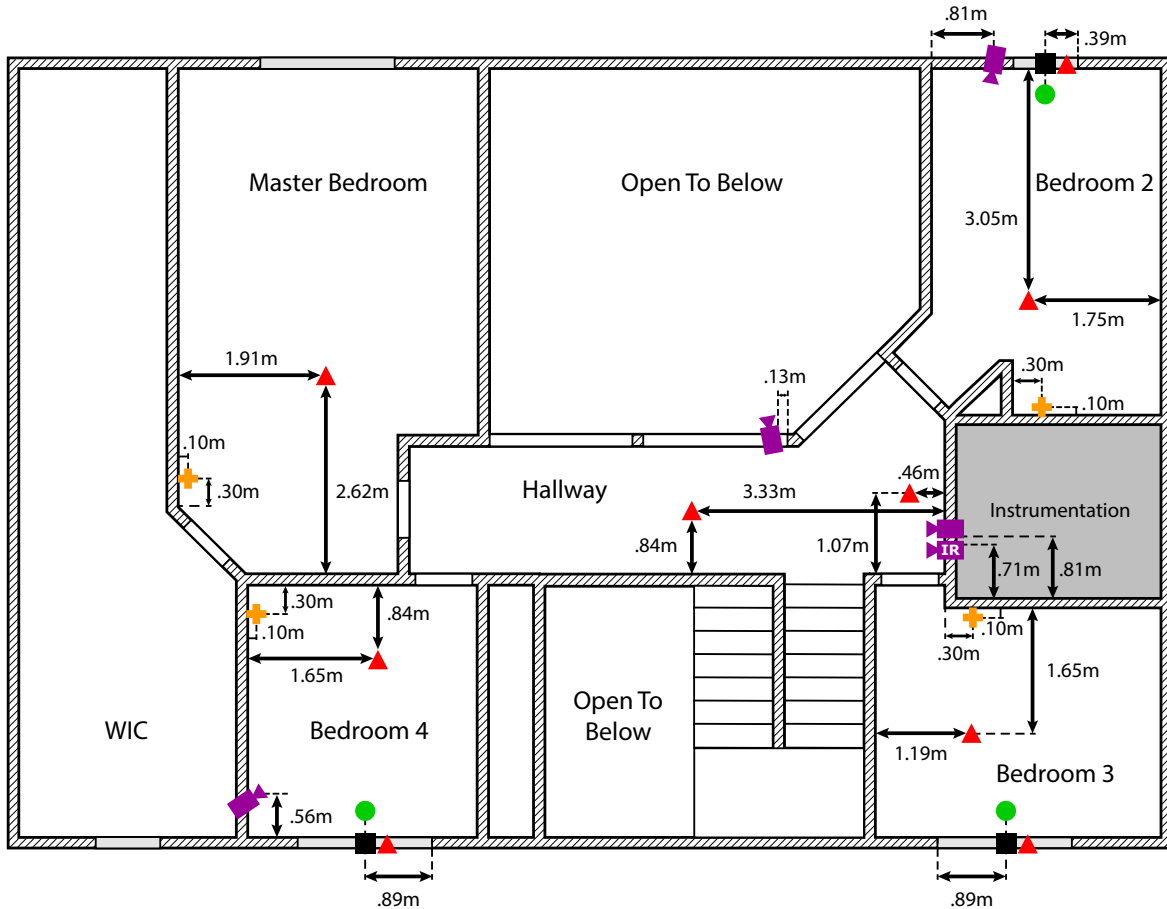 .81m
.39m
Master Bedroom
Open To Below
Bedroom 2
3.05m
1.75m
1.91m
.13m
.30m
.10m
.10m
.30m
2.62m
Hallway
3.33m
.46m
.84m
1.07m
Instrumentation
IR
.71m
.81m
.30m
.10m
.84m
1.65m
.10m
.30m
1.65m
WIC
Bedroom 4
Open To
Below
1.19m
Bedroom 3
.56m
.89m
.89m